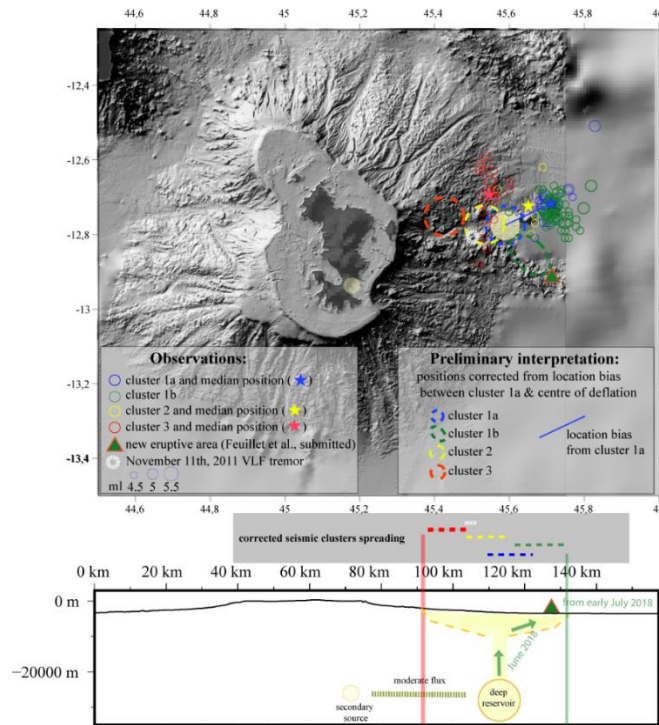 44,6
44,8
45
45,2
45,4
45,6
45,8
-12,4
-12,6
-12,8
-13
-13,2
-13,4
Observations:
cluster 1a and median position ( )
cluster 1b
cluster 2 and median position ( )
cluster 3 and median position ( )
new eruptive area (Feuillet et al., submitted)
November 11th, 2011 VLF tremor
ml 4.5 5 5.5
Preliminary interpretation:
positions corrected from location bias
between cluster 1a & centre of deflation
cluster 1a
cluster 1b
cluster 2
cluster 3
location bias
from cluster 1a
44,6
44,8
45
45,2
45,4
45,6
45,8
corrected seismic clusters spreading
0 km
20 km
40 km
60 km
80 km
100 km
120 km
140 km
0 m
-20000 m
from early July 2018
June 2018
moderate flux
secondary
source
deep
reservoir